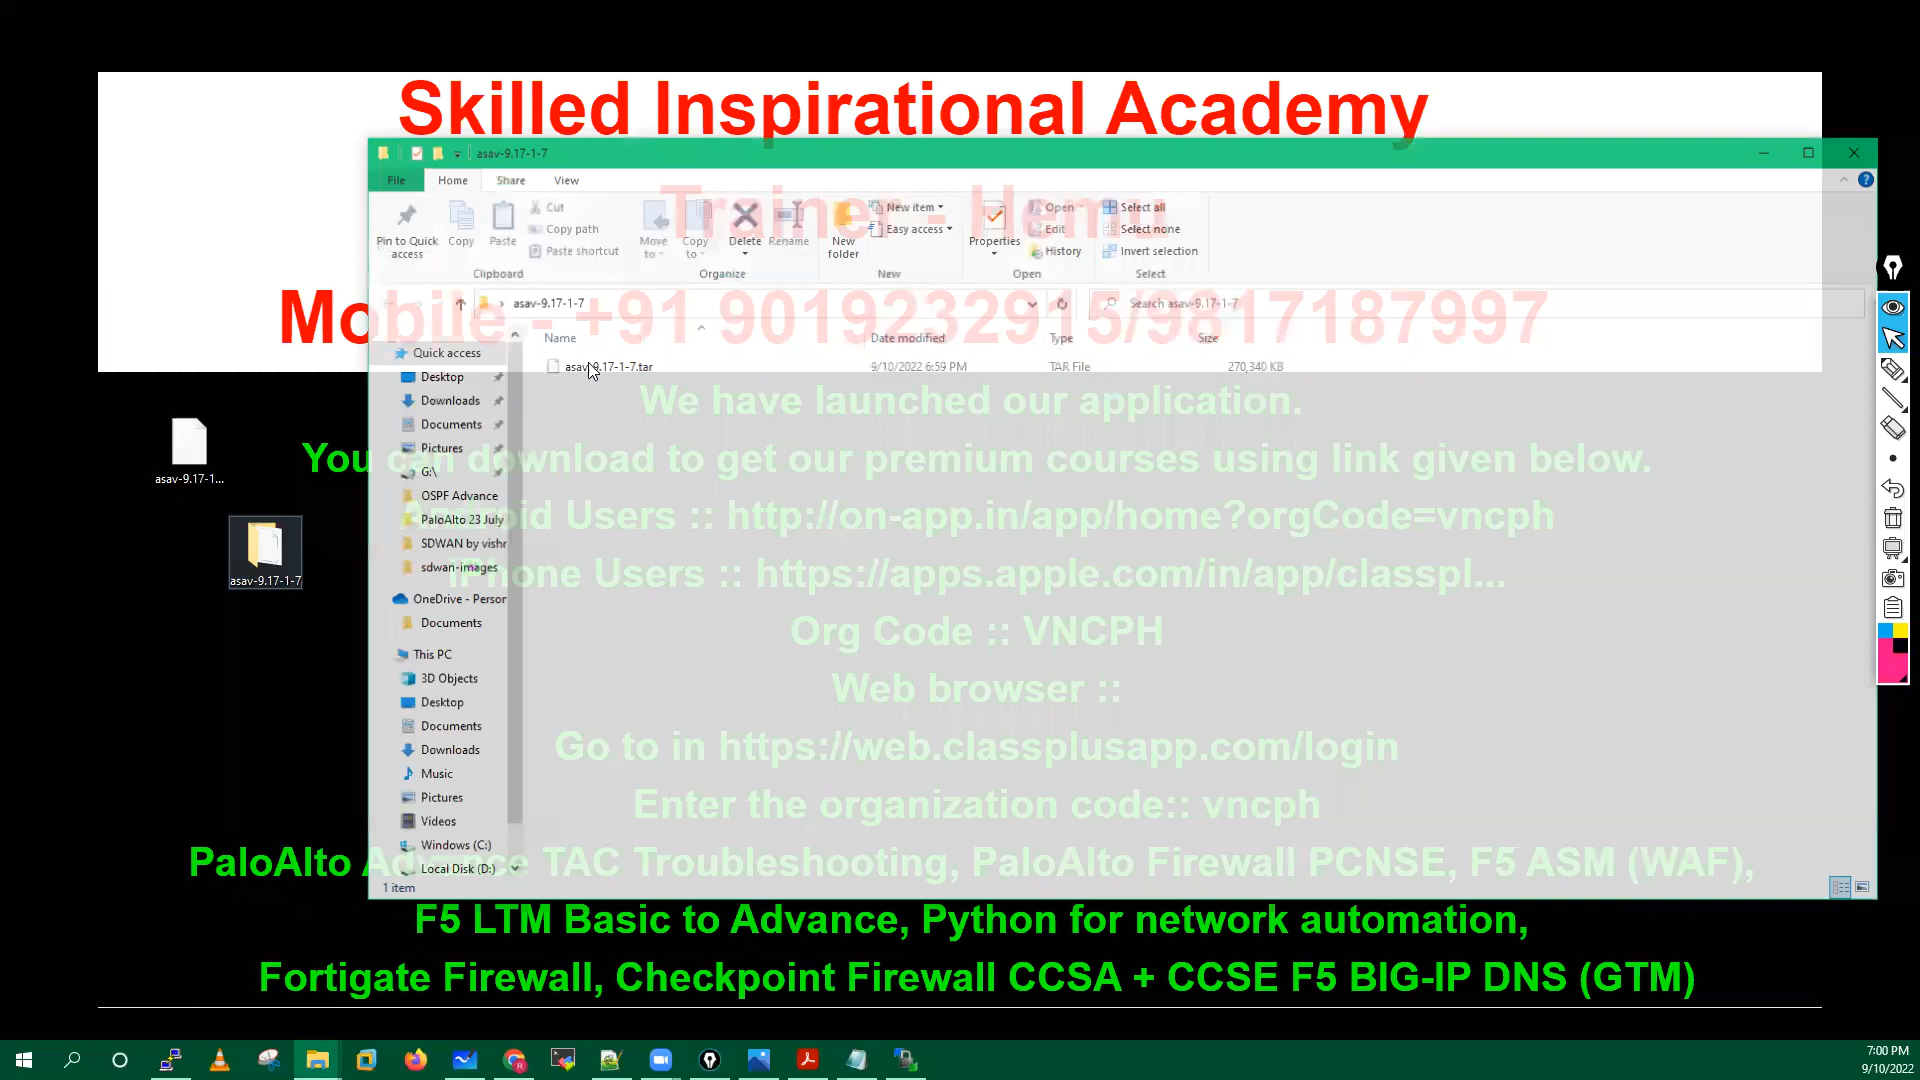 Skilled Inspirational Academy
asav-9.17-1-7
File Home Share View
Trainer - Hemu
Pin to Quick access
Copy
Paste
Cut
Copy path
Paste shortcut
Move to
Copy to
Delete
Rename
New folder
New item
Easy access
Properties
Open
Edit
History
Select all
Select none
Invert selection
Clipboard Organize New Open Select
asav-9.17-1-7
Search asav-9.17-1-7
Mobile - +91 9019232915/9817187997
Name Date modified Type Size
asav-9.17-1-7.tar 9/10/2022 6:59 PM TAR File 270,340 KB
Quick access
Desktop
Downloads
Documents
Pictures
G:\
OSPF Advance
PaloAlto 23 July
SDWAN by vishr
sdwan-images
OneDrive - Person
Documents
This PC
3D Objects
Desktop
Documents
Downloads
Music
Pictures
Videos
Windows (C:)
Local Disk (D:)
1 item
asav-9.17-1...
asav-9.17-1-7
We have launched our application.
You can download to get our premium courses using link given below.
Android Users :: http://on-app.in/app/home?orgCode=vncph
iPhone Users :: https://apps.apple.com/in/app/classpl...
Org Code :: VNCPH
Web browser ::
Go to in https://web.classplusapp.com/login
Enter the organization code:: vncph
PaloAlto Advance TAC Troubleshooting, PaloAlto Firewall PCNSE, F5 ASM (WAF),
F5 LTM Basic to Advance, Python for network automation,
Fortigate Firewall, Checkpoint Firewall CCSA + CCSE F5 BIG-IP DNS (GTM)
7:00 PM
9/10/2022